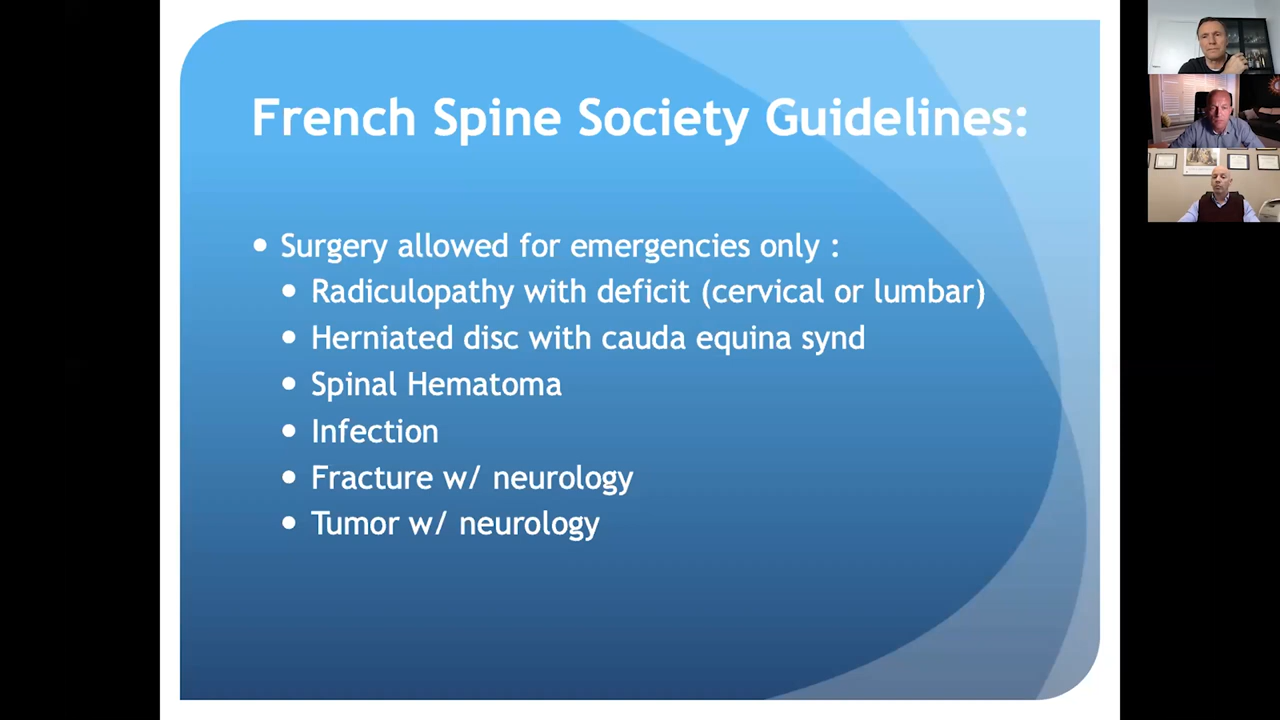 French Spine Society Guidelines:
• Surgery allowed for emergencies only :
• Radiculopathy with deficit (cervical or lumbar)
• Herniated disc with cauda equina synd
• Spinal Hematoma
• Infection
• Fracture w/ neurology
• Tumor w/ neurology